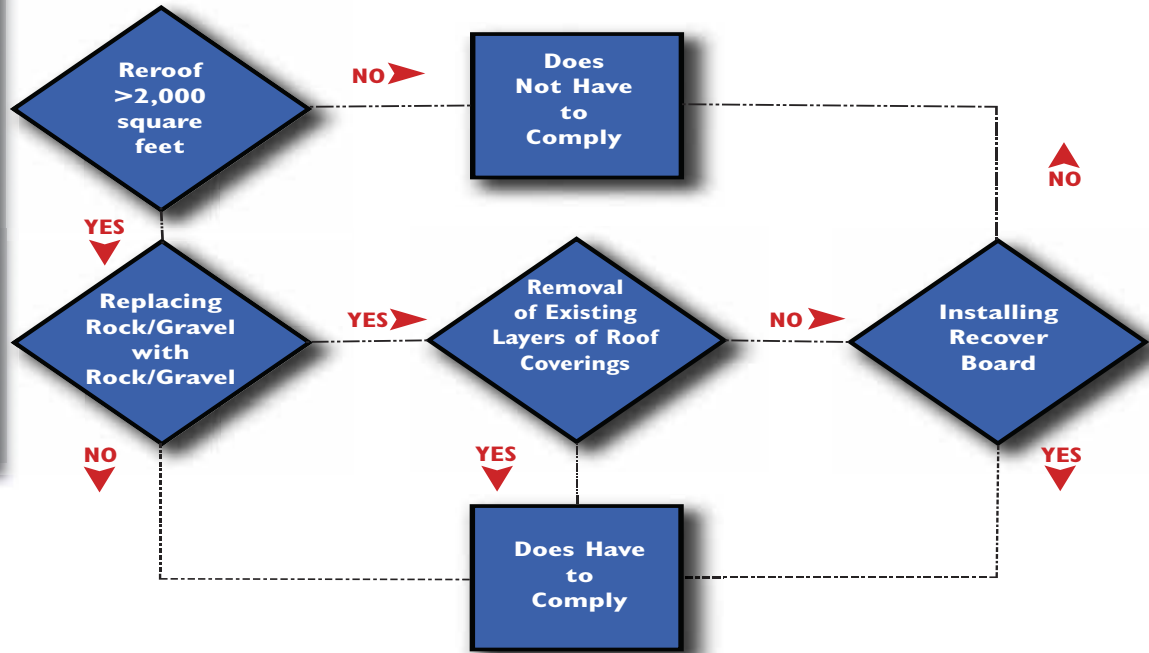 Reroof
>2,000
square
feet
NO
Does
Not Have
to
Comply
NO
YES
Replacing
Rock/Gravel
with
Rock/Gravel
YES
Removal
of Existing
Layers of Roof
Coverings
NO
Installing
Recover
Board
NO
YES
YES
Does Have
to
Comply